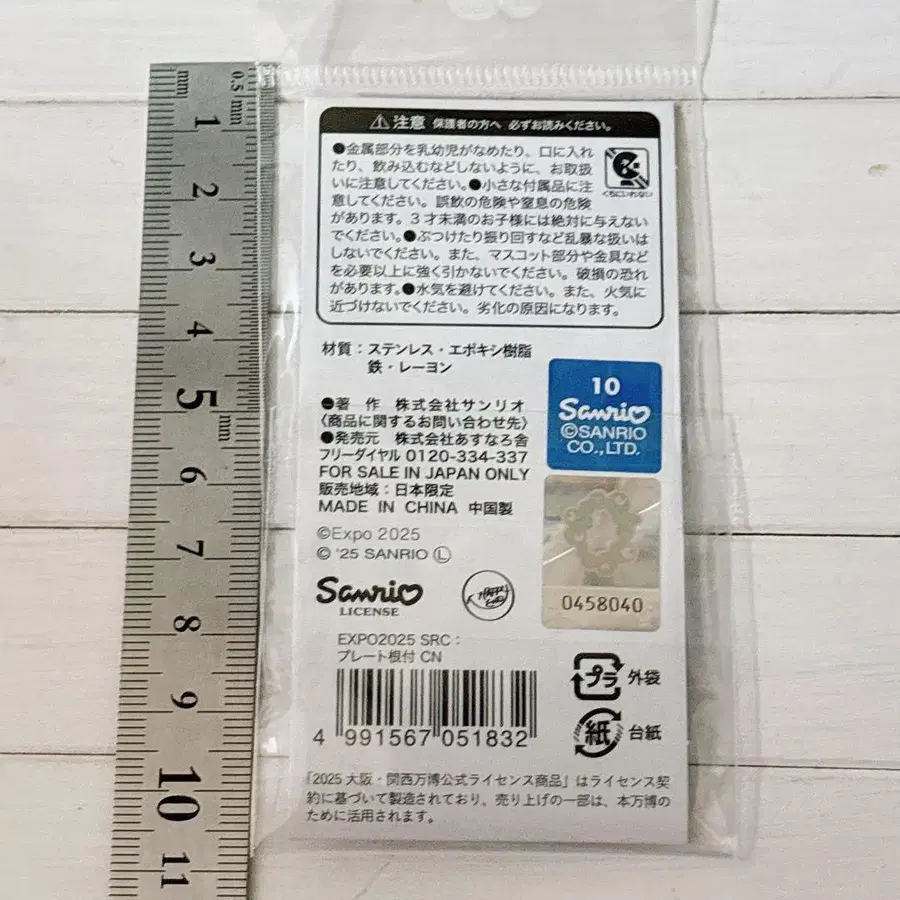 mm
0.5 mm
1
2
3
4
5
mm
6
7
8
9
10
11
⚠注意 保護者の方へ 必ずお読みください。
●金属部分を乳幼児がなめたり、口に入れ
たり、飲み込むなどしないように、お取扱
いに注意してください。●小さな付属品に注
意してください。誤飲の危険や窒息の危険
があります。3才未満のお子様には絶対に与えない
でください。●ぶつけたり振り回すなど乱暴な扱いは
しないでください。また、マスコット部分や金具など
を必要以上に強く引かないでください。破損の恐れ
があります。●水気を避けてください。また、火気に
近づけないでください。劣化の原因になります。
くちにいれない
材質：ステンレス・エポキシ樹脂
鉄・レーヨン
●著 作 株式会社サンリオ
〈商品に関するお問い合わせ先〉
●発売元 株式会社あすなろ舎
フリーダイヤル 0120-334-337
FOR SALE IN JAPAN ONLY
販売地域：日本限定
MADE IN CHINA 中国製
©Expo 2025
© '25 SANRIO Ⓛ
10
Sanrio
©SANRIO
CO.,LTD.
0458040
Sanrio
LICENSE
EXPO2025 SRC：
プレート根付 CN
4 991567 051832
プラ 外袋
紙 台紙
「2025 大阪・関西万博公式ライセンス商品」はライセンス契
約に基づいて製造されており、売り上げの一部は、本万博の
ために活用されます。